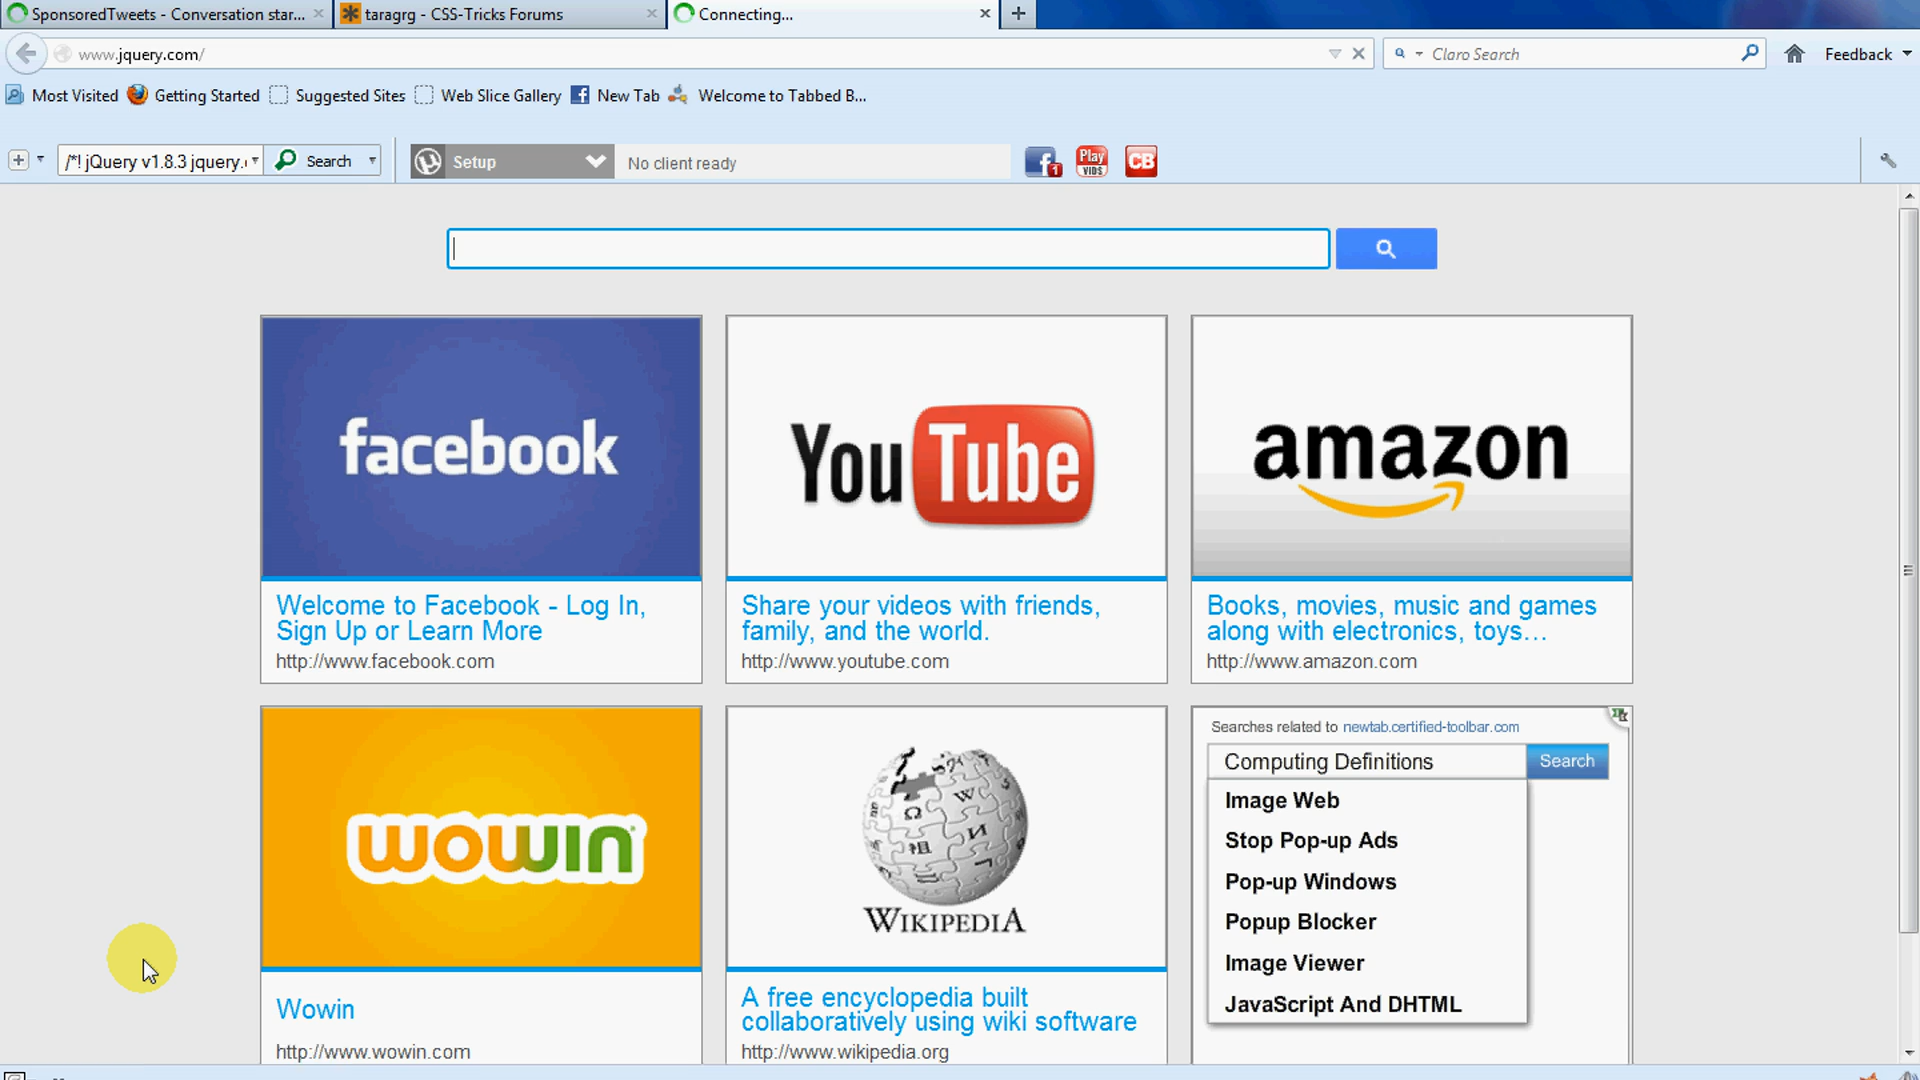 SponsoredTweets - Conversation star...
taragrg - CSS-Tricks Forums
Connecting...
www.jquery.com/
Claro Search
Feedback
Most Visited
Getting Started
Suggested Sites
Web Slice Gallery
New Tab
Welcome to Tabbed B...
/*! jQuery v1.8.3 jquery.
Search
Setup
No client ready
1
Play
VIDS
CB
facebook
YouTube
amazon
Welcome to Facebook - Log In,
Sign Up or Learn More
http://www.facebook.com
Share your videos with friends,
family, and the world.
http://www.youtube.com
Books, movies, music and games
along with electronics, toys...
http://www.amazon.com
wowin
WIKIPEDIA
Searches related to newtab.certified-toolbar.com
Computing Definitions
Search
Image Web
Stop Pop-up Ads
Pop-up Windows
Popup Blocker
Image Viewer
JavaScript And DHTML
Wowin
http://www.wowin.com
A free encyclopedia built
collaboratively using wiki software
http://www.wikipedia.org